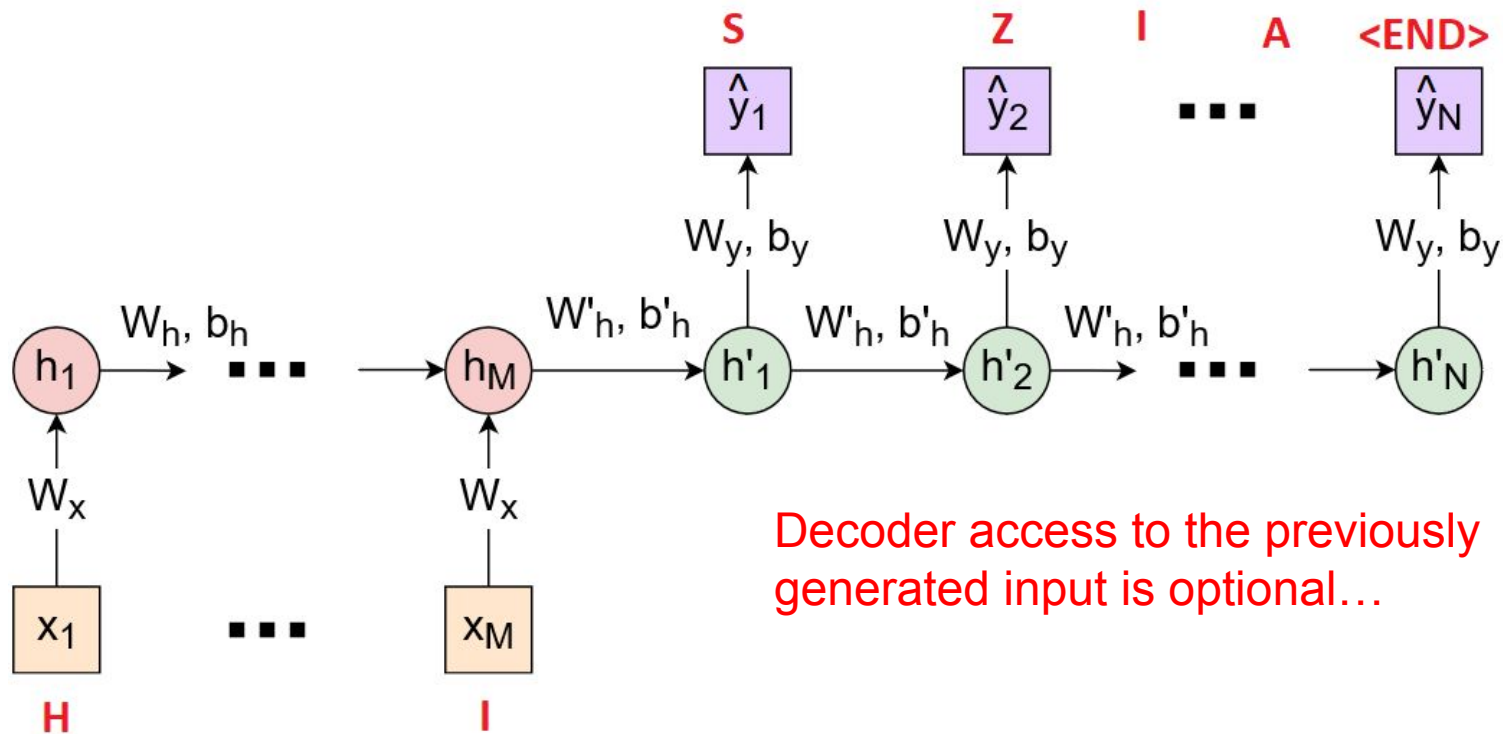 S Z I A <END>
ŷ1 ŷ2 ... ŷN
Wy, by Wy, by Wy, by
Wh, bh W'h, b'h W'h, b'h W'h, b'h
h1 ... hM h'1 h'2 ... h'N
Wx Wx
Decoder access to the previously
generated input is optional…
x1 ... xM
H I